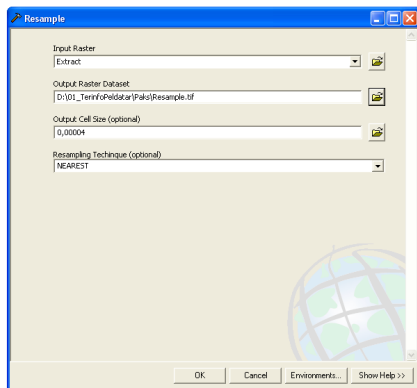 Resample
Input Raster
Extract
Output Raster Dataset
D:\01_TerinfoPeldatar\Paks\Resample.tif
Output Cell Size (optional)
0,00004
Resampling Techinque (optional)
NEAREST
OK Cancel Environments... Show Help >>